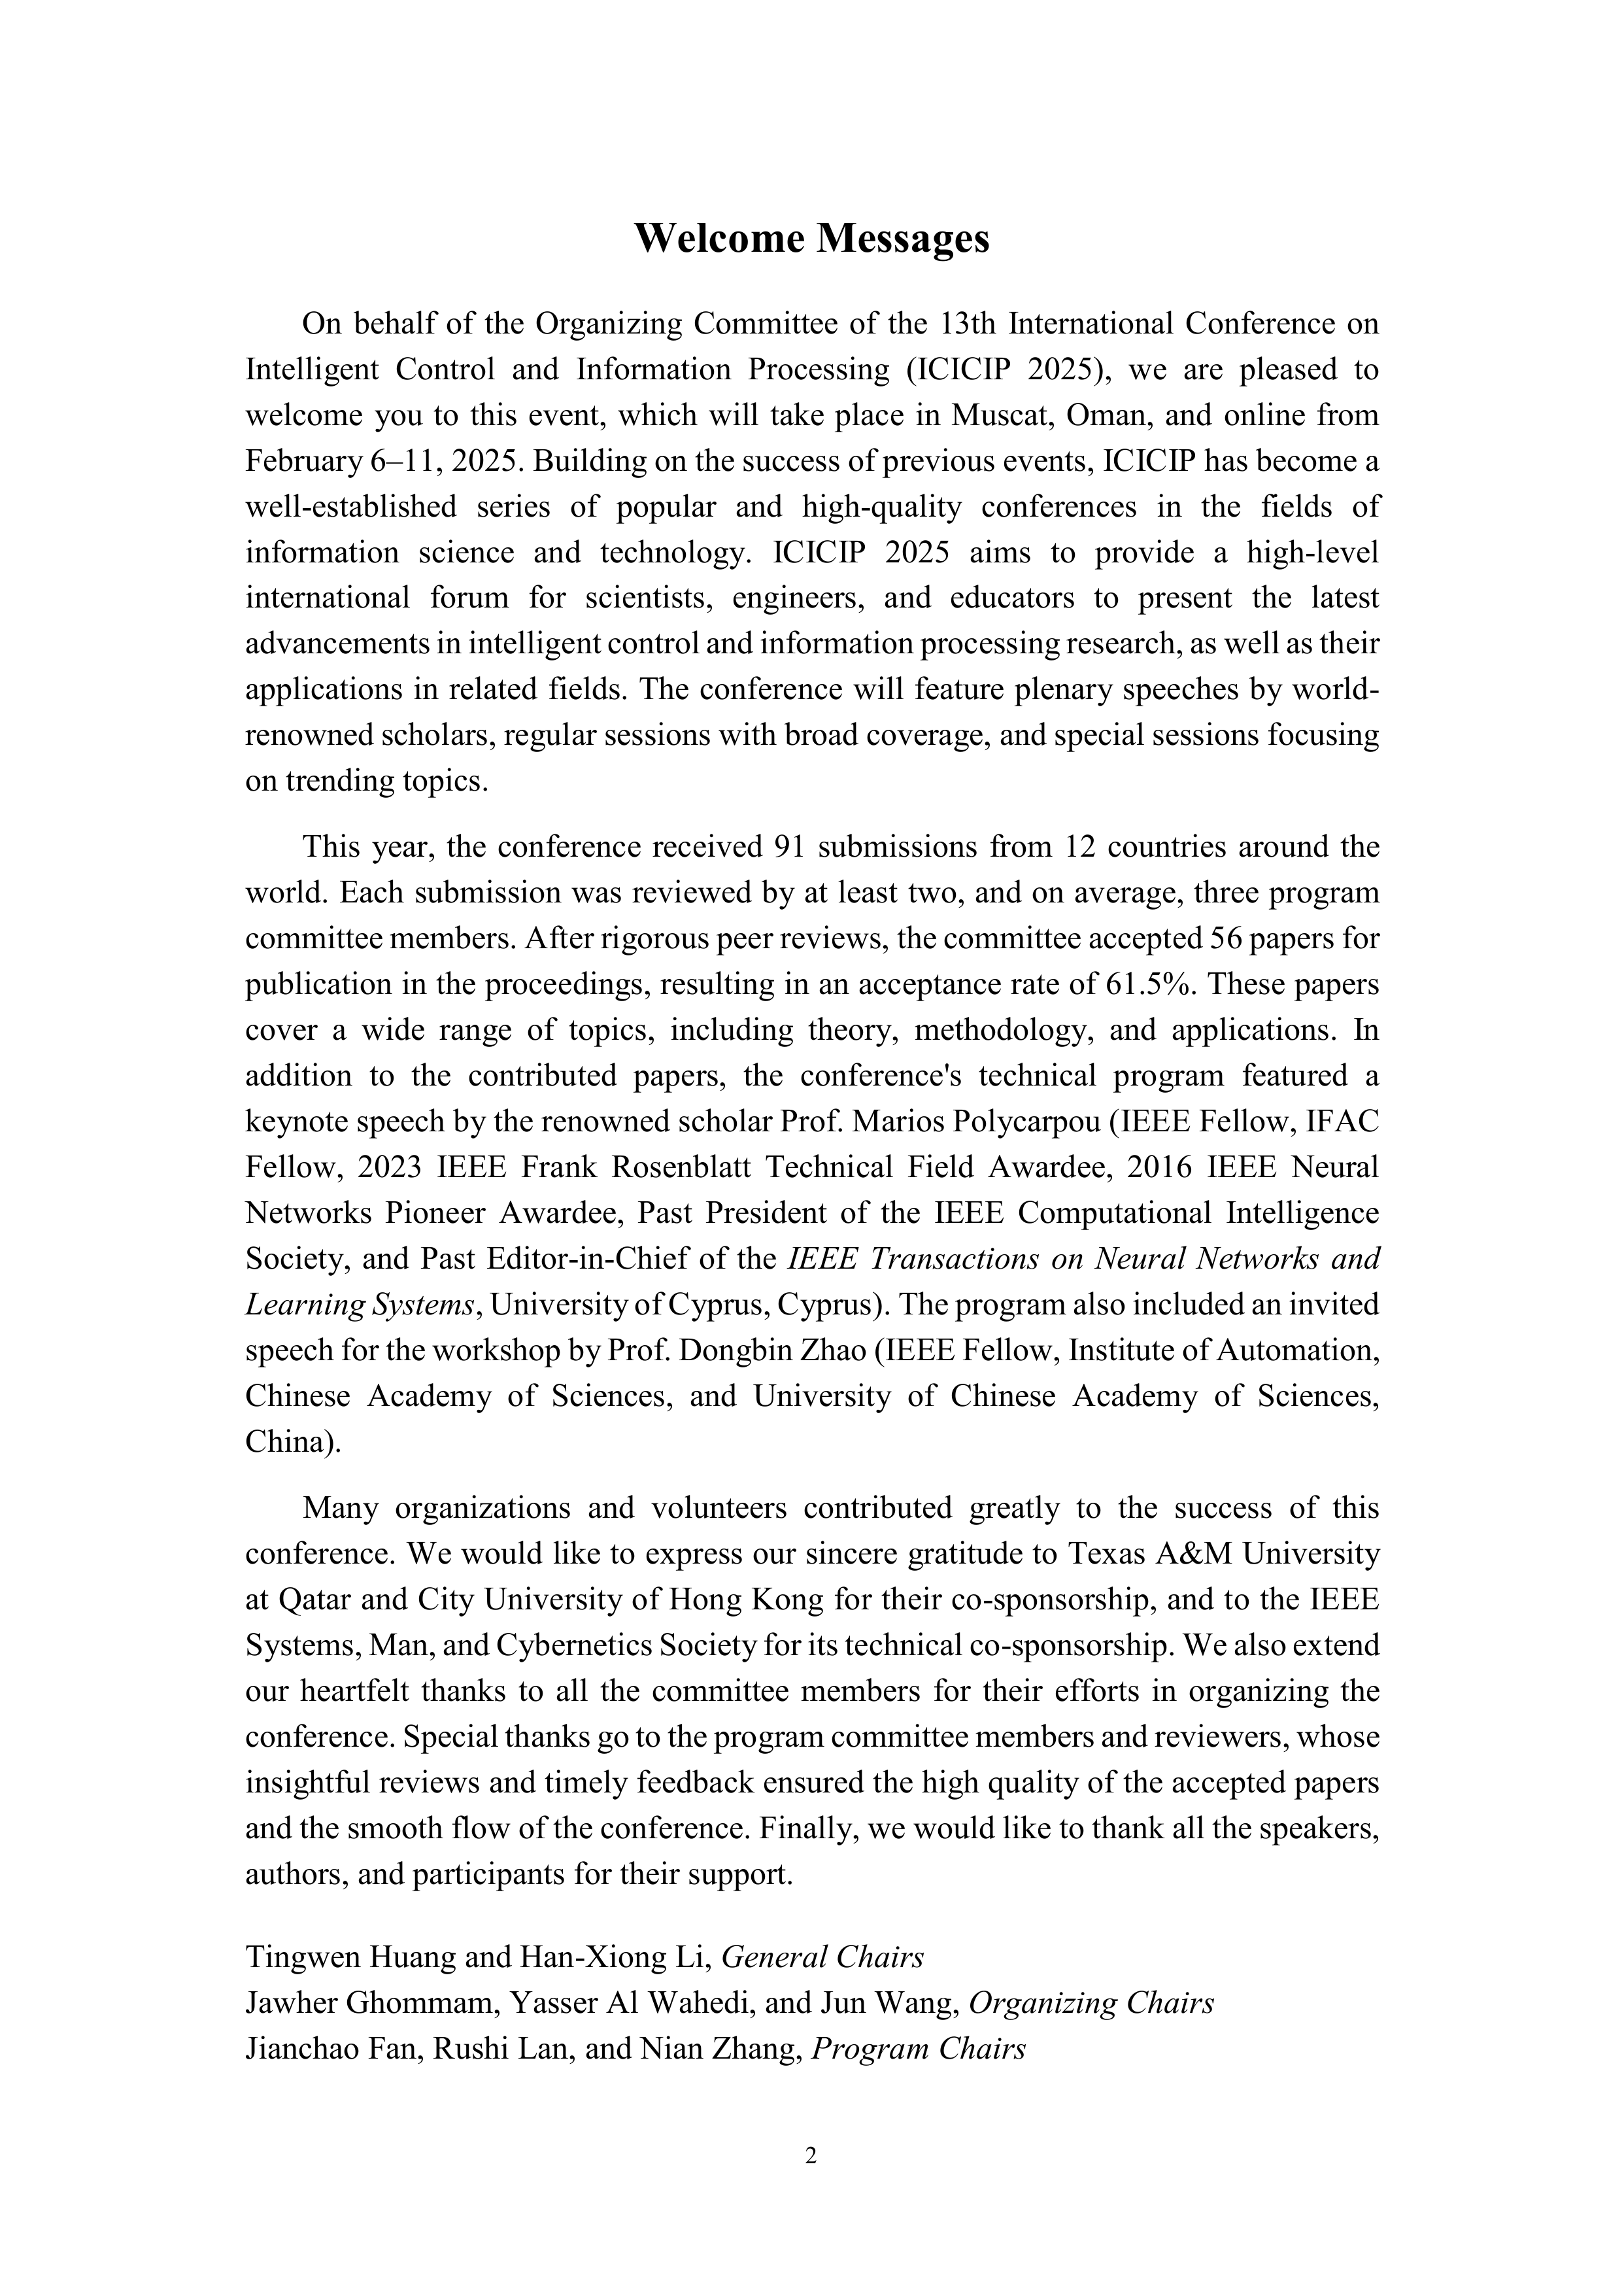 Welcome Messages
On behalf of the Organizing Committee of the 13th International Conference on
Intelligent Control and Information Processing (ICICIP 2025), we are pleased to
welcome you to this event, which will take place in Muscat, Oman, and online from
February 6–11, 2025. Building on the success of previous events, ICICIP has become a
well-established series of popular and high-quality conferences in the fields of
information science and technology. ICICIP 2025 aims to provide a high-level
international forum for scientists, engineers, and educators to present the latest
advancements in intelligent control and information processing research, as well as their
applications in related fields. The conference will feature plenary speeches by world-
renowned scholars, regular sessions with broad coverage, and special sessions focusing
on trending topics.
This year, the conference received 91 submissions from 12 countries around the
world. Each submission was reviewed by at least two, and on average, three program
committee members. After rigorous peer reviews, the committee accepted 56 papers for
publication in the proceedings, resulting in an acceptance rate of 61.5%. These papers
cover a wide range of topics, including theory, methodology, and applications. In
addition to the contributed papers, the conference's technical program featured a
keynote speech by the renowned scholar Prof. Marios Polycarpou (IEEE Fellow, IFAC
Fellow, 2023 IEEE Frank Rosenblatt Technical Field Awardee, 2016 IEEE Neural
Networks Pioneer Awardee, Past President of the IEEE Computational Intelligence
Society, and Past Editor-in-Chief of the IEEE Transactions on Neural Networks and
Learning Systems, University of Cyprus, Cyprus). The program also included an invited
speech for the workshop by Prof. Dongbin Zhao (IEEE Fellow, Institute of Automation,
Chinese Academy of Sciences, and University of Chinese Academy of Sciences,
China).
Many organizations and volunteers contributed greatly to the success of this
conference. We would like to express our sincere gratitude to Texas A&M University
at Qatar and City University of Hong Kong for their co-sponsorship, and to the IEEE
Systems, Man, and Cybernetics Society for its technical co-sponsorship. We also extend
our heartfelt thanks to all the committee members for their efforts in organizing the
conference. Special thanks go to the program committee members and reviewers, whose
insightful reviews and timely feedback ensured the high quality of the accepted papers
and the smooth flow of the conference. Finally, we would like to thank all the speakers,
authors, and participants for their support.
Tingwen Huang and Han-Xiong Li, General Chairs
Jawher Ghommam, Yasser Al Wahedi, and Jun Wang, Organizing Chairs
Jianchao Fan, Rushi Lan, and Nian Zhang, Program Chairs
2